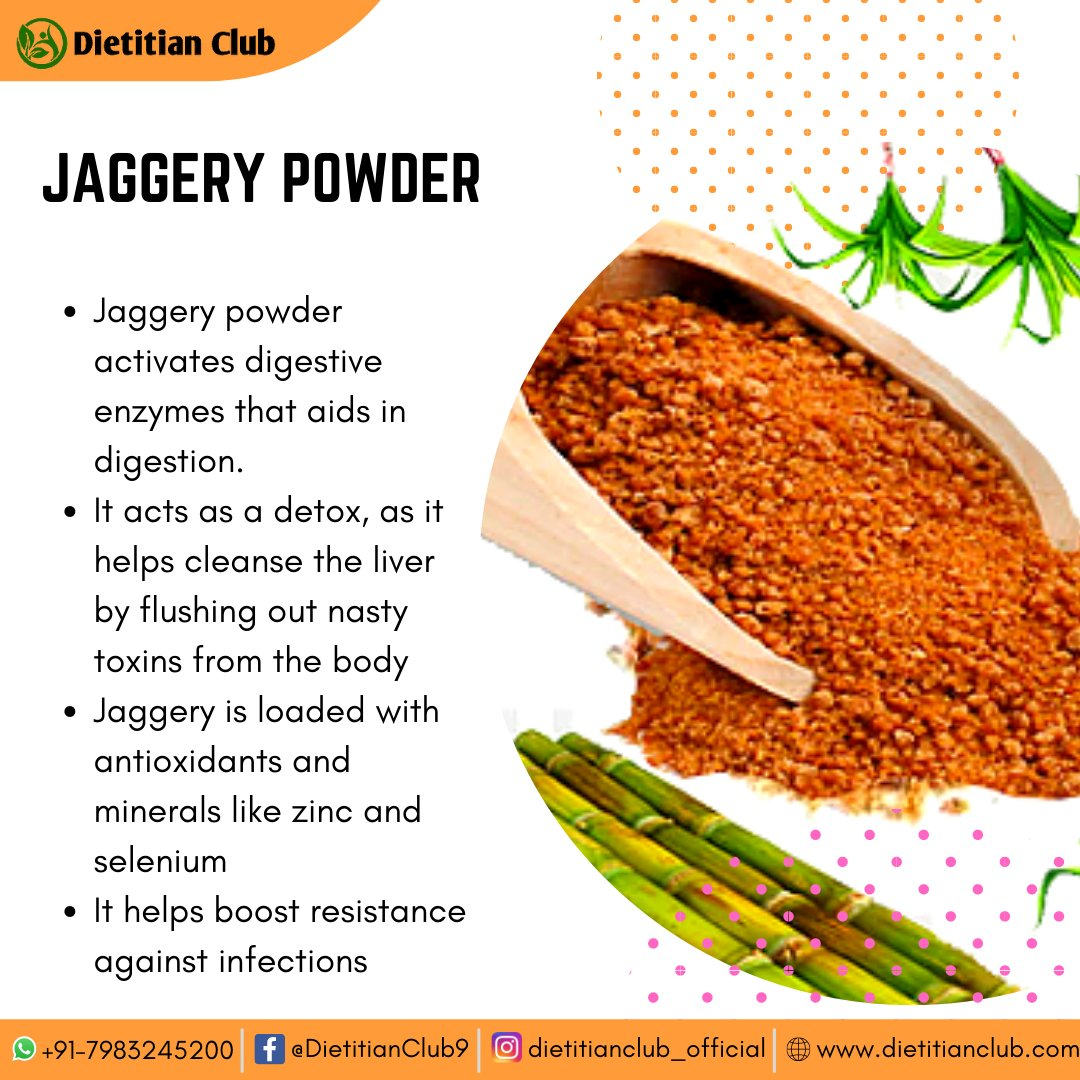 Dietitian Club
JAGGERY POWDER
• Jaggery powder
activates digestive
enzymes that aids in
digestion.
• It acts as a detox, as it
helps cleanse the liver
by flushing out nasty
toxins from the body
• Jaggery is loaded with
antioxidants and
minerals like zinc and
selenium
• It helps boost resistance
against infections
+91-7983245200 @DietitianClub9 dietitianclub_official www.dietitianclub.com